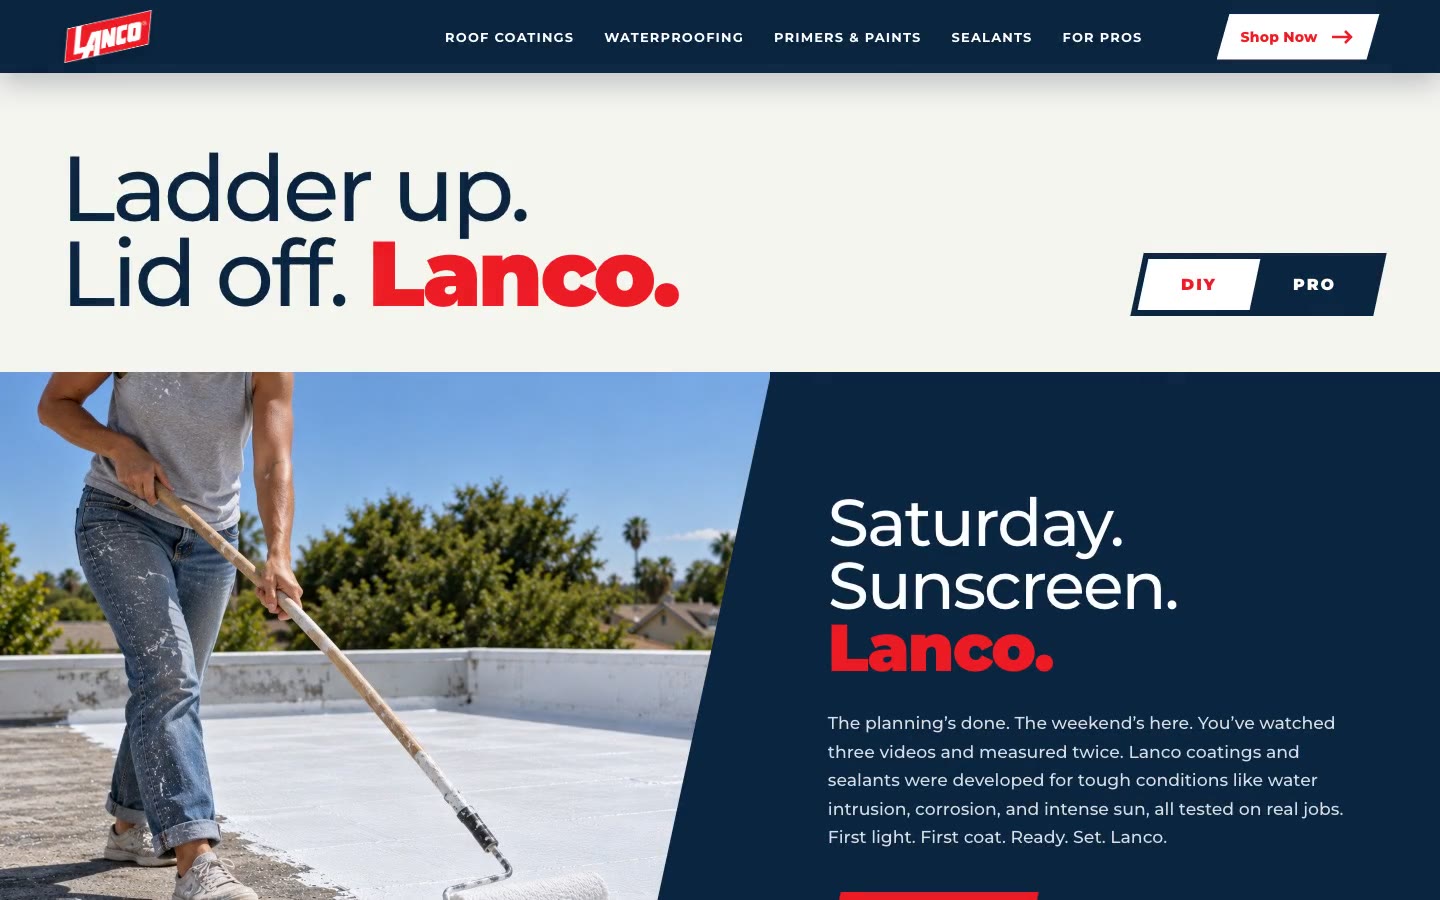 LANCO
ROOF COATINGS
WATERPROOFING
PRIMERS & PAINTS
SEALANTS
FOR PROS
Shop Now
Ladder up.
Lid off. Lanco.
DIY
PRO
Saturday.
Sunscreen.
Lanco.
The planning’s done. The weekend’s here. You’ve watched
three videos and measured twice. Lanco coatings and
sealants were developed for tough conditions like water
intrusion, corrosion, and intense sun, all tested on real jobs.
First light. First coat. Ready. Set. Lanco.